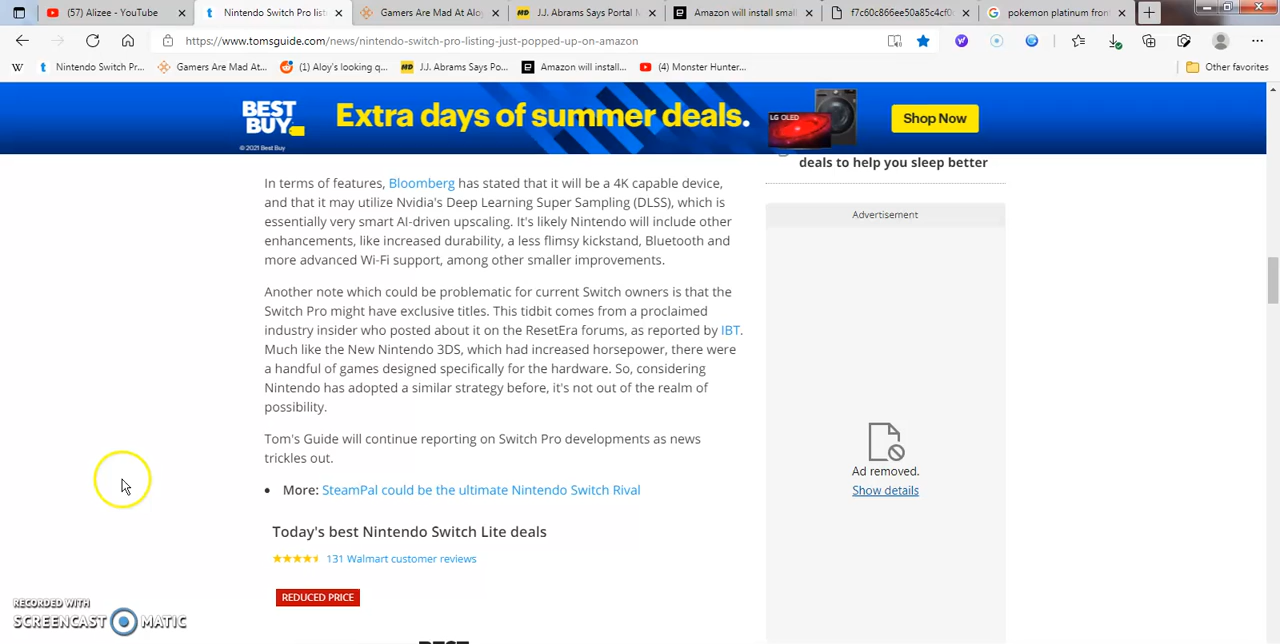 (57) Alizee - YouTube
Nintendo Switch Pro list
Gamers Are Mad At Aloy
J.J. Abrams Says Portal M
Amazon will install small
f7c60c866ee50a85c4cf0
pokemon platinum fron
https://www.tomsguide.com/news/nintendo-switch-pro-listing-just-popped-up-on-amazon
W
Nintendo Switch Pr...
Gamers Are Mad At...
(1) Aloy's looking q...
J.J. Abrams Says Po...
Amazon will install...
(4) Monster Hunter...
Other favorites
BEST
BUY
© 2021 Best Buy
Extra days of summer deals.
LG OLED
Shop Now
deals to help you sleep better
In terms of features, Bloomberg has stated that it will be a 4K capable device,
and that it may utilize Nvidia's Deep Learning Super Sampling (DLSS), which is
essentially very smart AI-driven upscaling. It's likely Nintendo will include other
enhancements, like increased durability, a less flimsy kickstand, Bluetooth and
more advanced Wi-Fi support, among other smaller improvements.
Another note which could be problematic for current Switch owners is that the
Switch Pro might have exclusive titles. This tidbit comes from a proclaimed
industry insider who posted about it on the ResetEra forums, as reported by IBT.
Much like the New Nintendo 3DS, which had increased horsepower, there were
a handful of games designed specifically for the hardware. So, considering
Nintendo has adopted a similar strategy before, it's not out of the realm of
possibility.
Tom's Guide will continue reporting on Switch Pro developments as news
trickles out.
• More: SteamPal could be the ultimate Nintendo Switch Rival
Today's best Nintendo Switch Lite deals
131 Walmart customer reviews
REDUCED PRICE
BEST
Advertisement
Ad removed.
Show details
RECORDED WITH
SCREENCAST MATIC